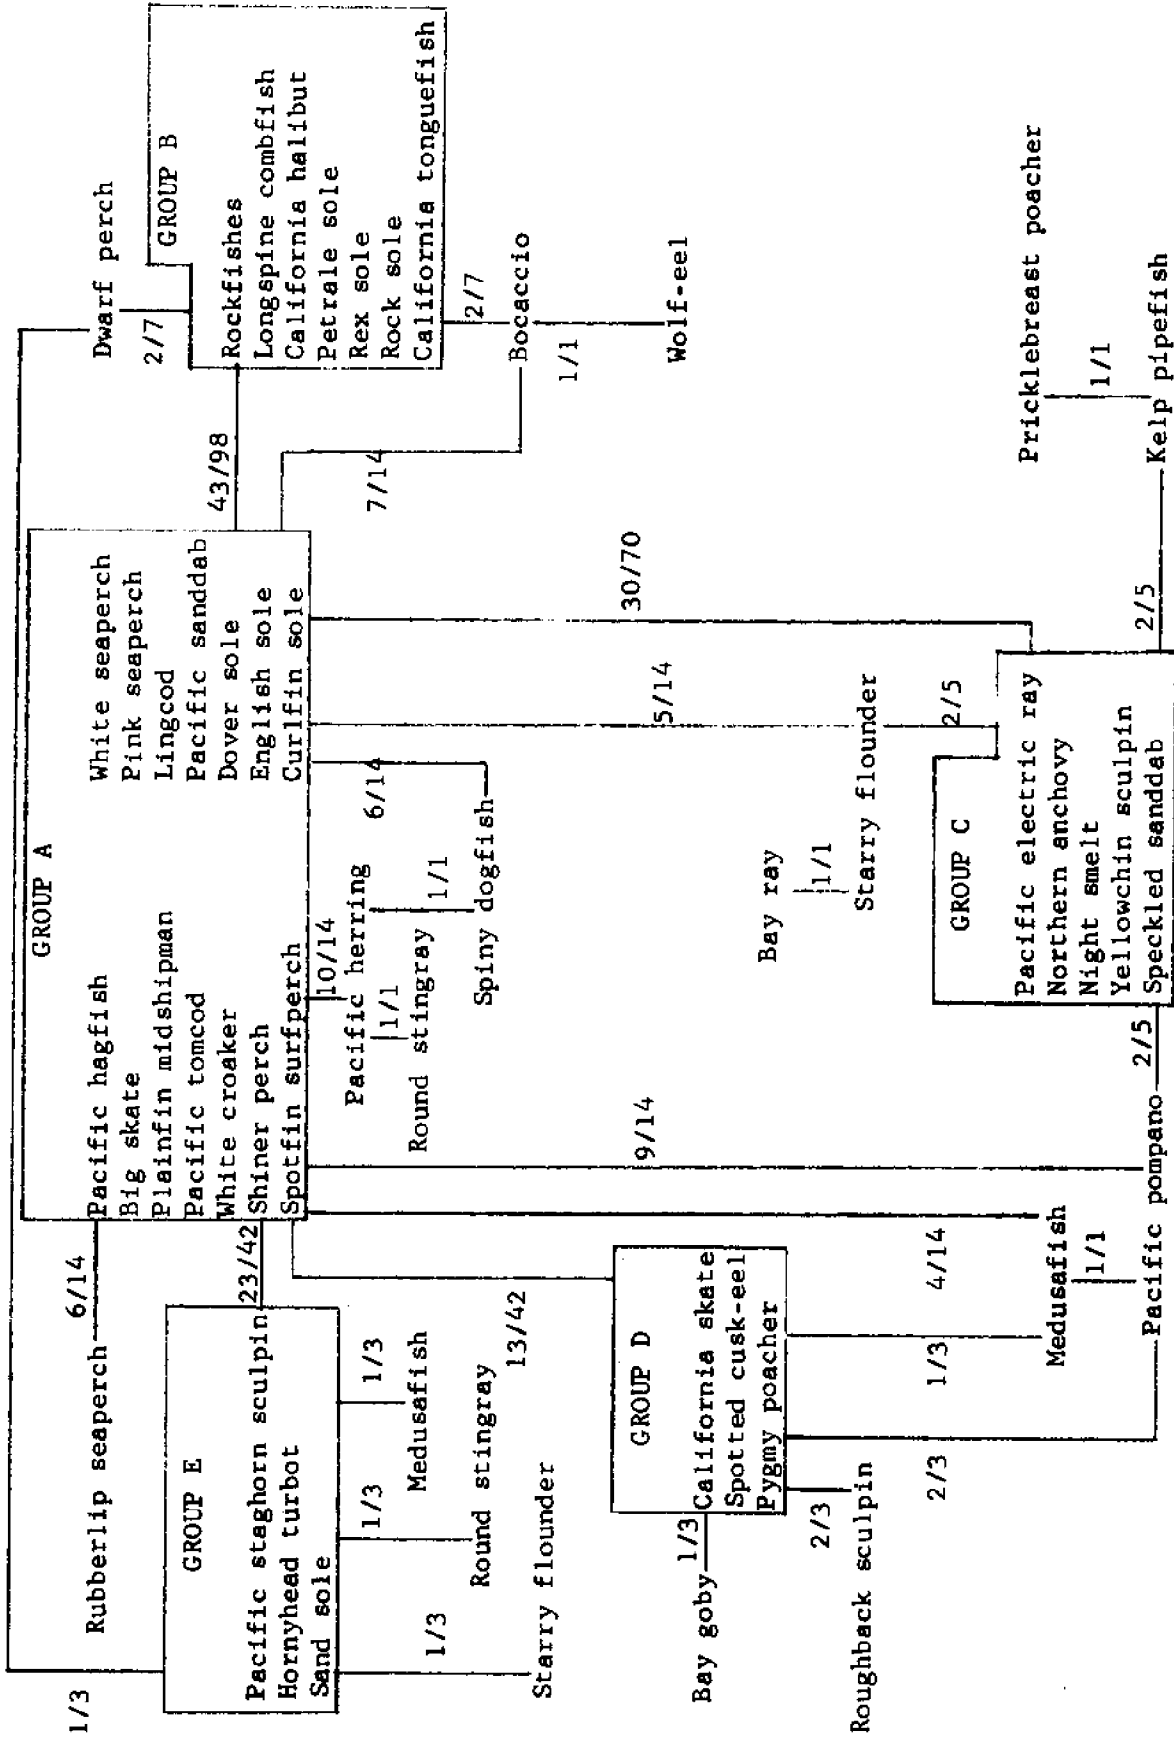 GROUP A
Pacific hagfish
Big skate
Plainfin midshipman
Pacific tomcod
White croaker
Shiner perch
Spotfin surfperch
White seaperch
Pink seaperch
Lingcod
Pacific sanddab
Dover sole
English sole
Curlfin sole
Dwarf perch
2/7
GROUP B
Rockfishes
Longspine combfish
California halibut
Petrale sole
Rex sole
Rock sole
California tonguefish
43/98
7/14
2/7
Bocaccio
1/1
Wolf-eel
1/3
Rubberlip seaperch
6/14
GROUP E
Pacific staghorn sculpin
Hornyhead turbot
Sand sole
23/42
1/3
Medusafish
1/3
Round stingray
1/3
Starry flounder
13/42
10/14
Pacific herring
1/1
Round stingray
1/1
Spiny dogfish
6/14
5/14
30/70
9/14
4/14
GROUP D
California skate
Spotted cusk-eel
Pygmy poacher
Bay goby
1/3
2/3
Roughback sculpin
2/3
1/3
Medusafish
1/1
Pacific pompano
2/5
Bay ray
1/1
Starry flounder
2/5
GROUP C
Pacific electric ray
Northern anchovy
Night smelt
Yellowchin sculpin
Speckled sanddab
2/5
Kelp pipefish
1/1
Pricklebreast poacher